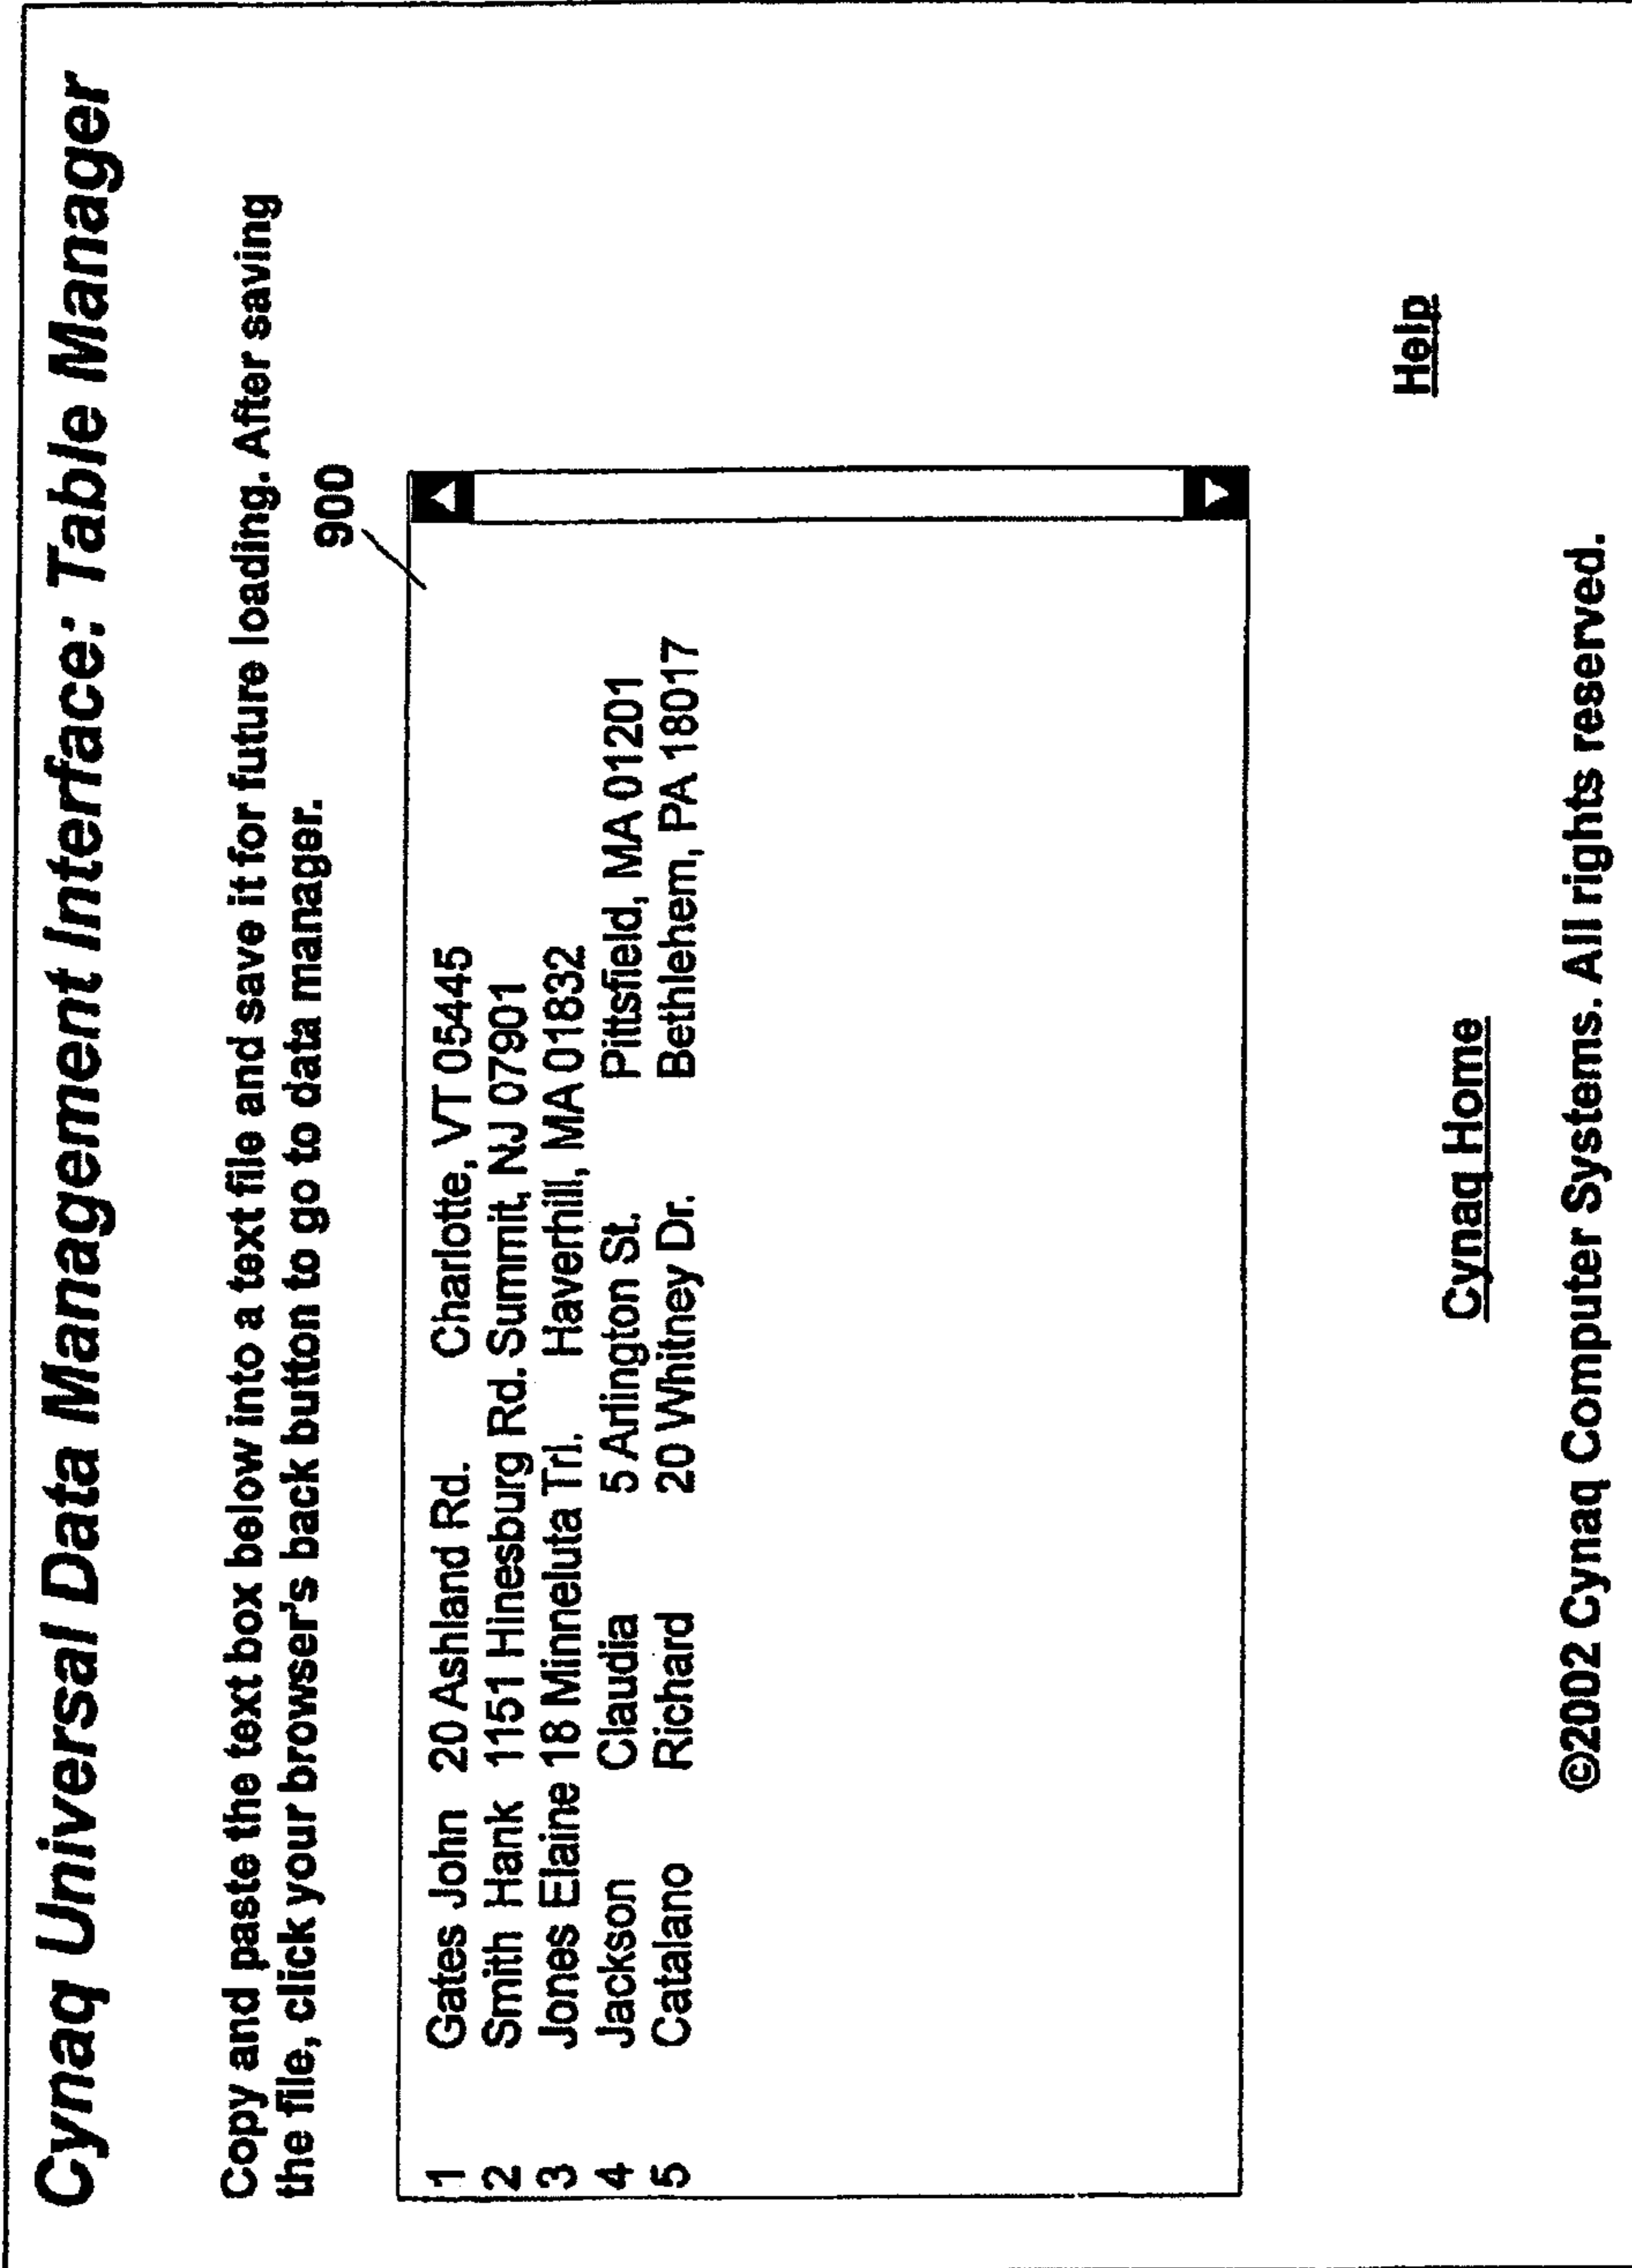 Cynaq Universal Data Management Interface: Table Manager
Copy and paste the text box below into a text file and save it for future loading. After saving
the file, click your browser's back button to go to data manager.
900
1 Gates John 20 Ashland Rd. Charlotte, VT 05445
2 Smith Hank 1151 Hinesburg Rd. Summit, NJ 07901
3 Jones Elaine 18 Minneluta Trl. Haverhill, MA 01832
4 Jackson Claudia 5 Arlington St. Pittsfield, MA 01201
5 Catalano Richard 20 Whitney Dr. Bethlehem, PA 18017
Help
Cynaq Home
©2002 Cynaq Computer Systems. All rights reserved.